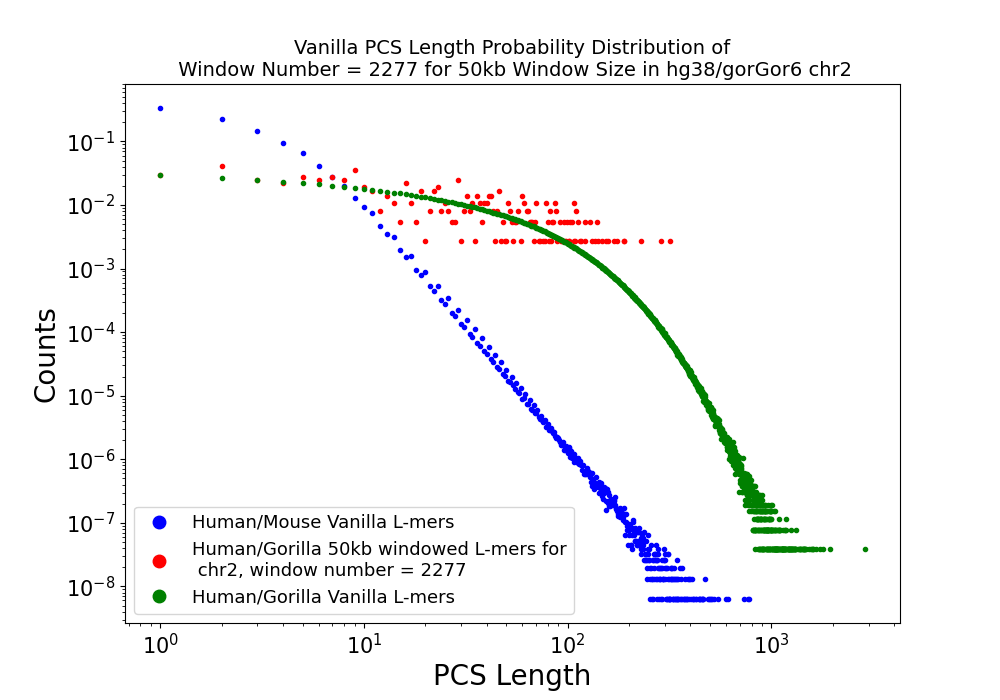 Vanilla PCS Length Probability Distribution of
Window Number = 2277 for 50kb Window Size in hg38/gorGor6 chr2
Counts
10⁻¹
10⁻²
10⁻³
10⁻⁴
10⁻⁵
10⁻⁶
10⁻⁷
10⁻⁸
Human/Mouse Vanilla L-mers
Human/Gorilla 50kb windowed L-mers for
chr2, window number = 2277
Human/Gorilla Vanilla L-mers
10⁰ 10¹ 10² 10³
PCS Length